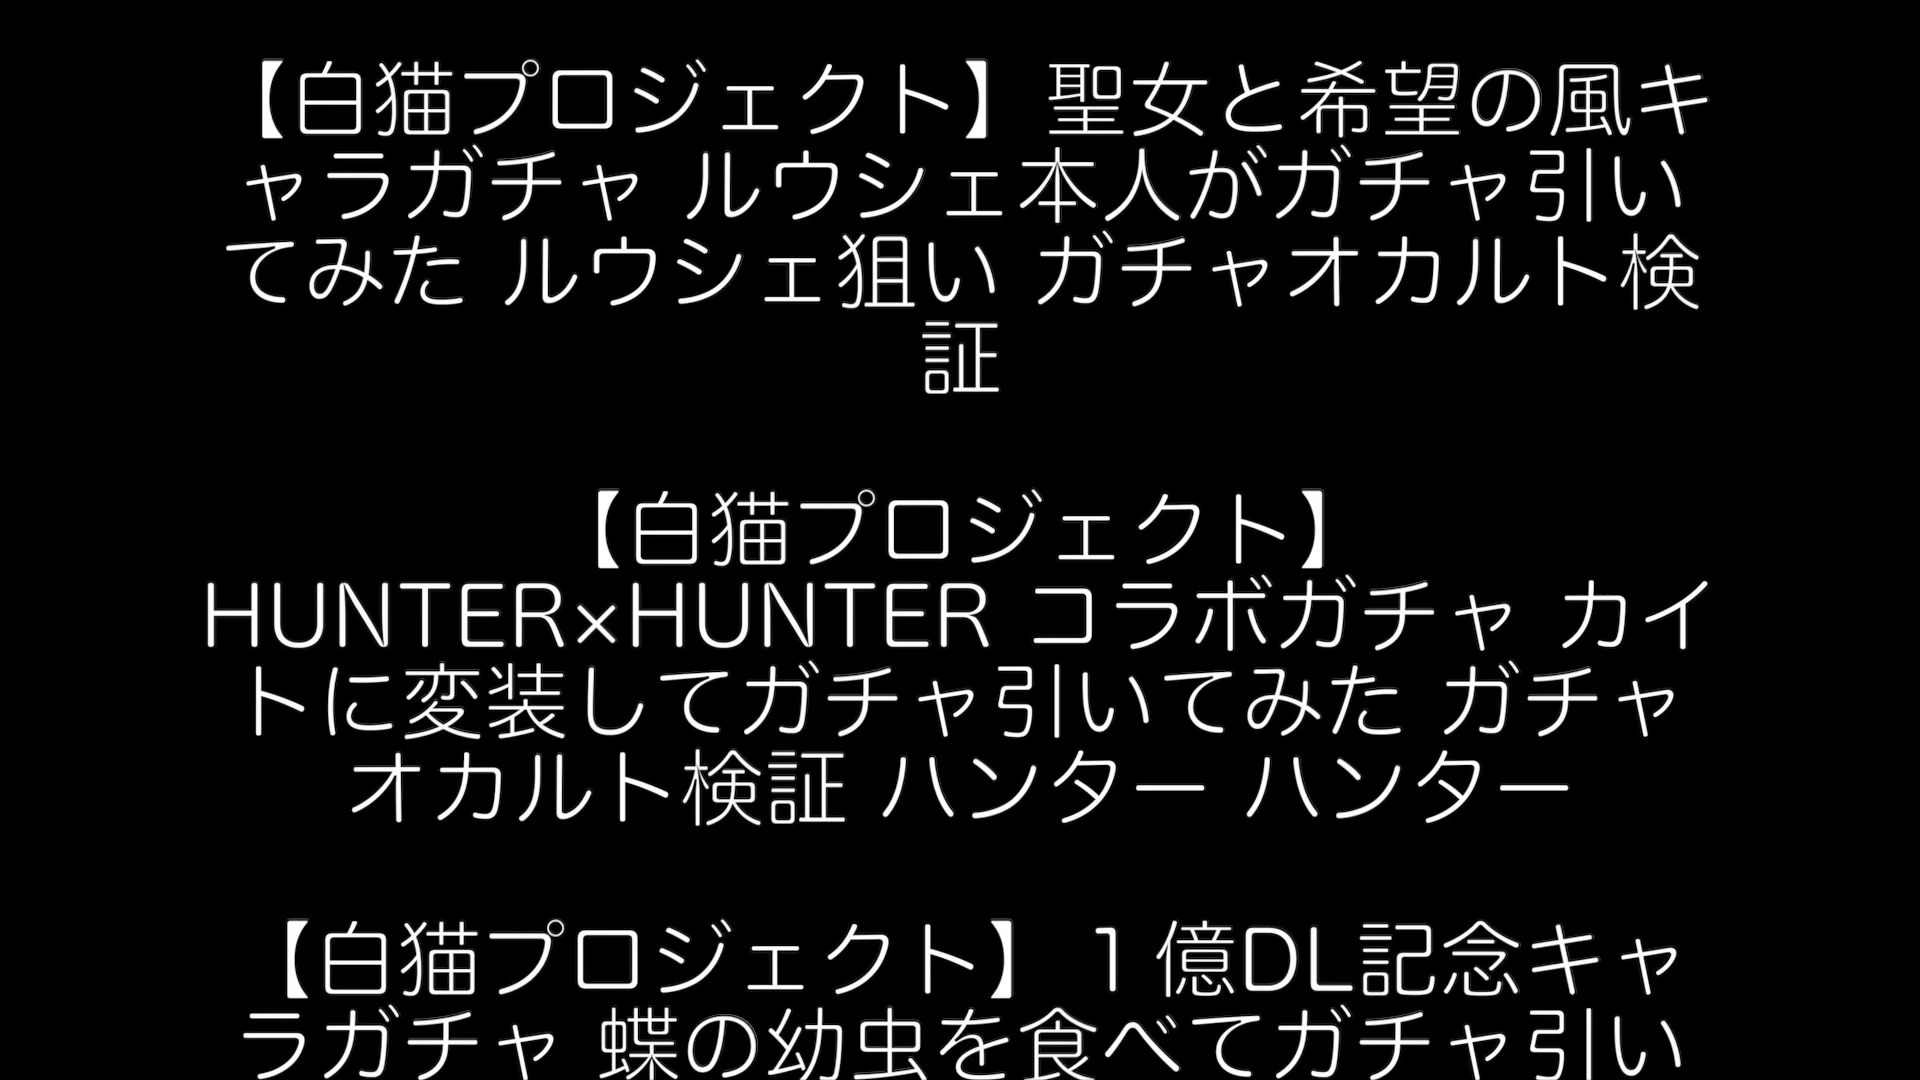 【白猫プロジェクト】 聖女と希望の風キ
ャラガチャ ルウシェ本人がガチャ引い
てみた ルウシェ狙い ガチャオカルト検
証
【白猫プロジェクト】
HUNTER×HUNTER コラボガチャ カイ
トに変装してガチャ引いてみた ガチャ
オカルト検証 ハンター ハンター
【白猫プロジェクト】 １億DL記念キャ
ラガチャ 蝶の幼虫を食べてガチャ引い